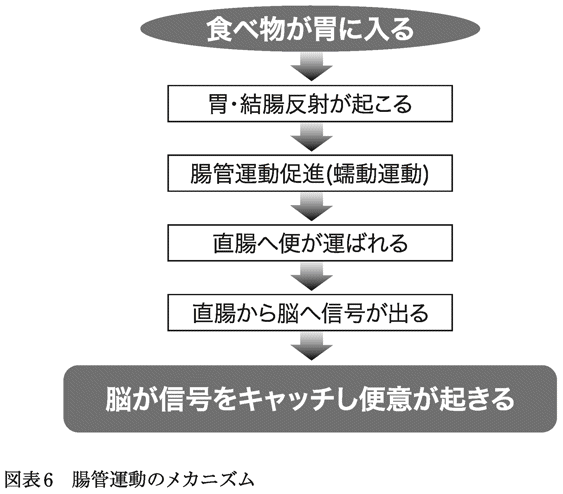 食べ物が胃に入る
胃・結腸反射が起こる
腸管運動促進(蠕動運動)
直腸へ便が運ばれる
直腸から脳へ信号が出る
脳が信号をキャッチし便意が起きる
図表6　腸管運動のメカニズム